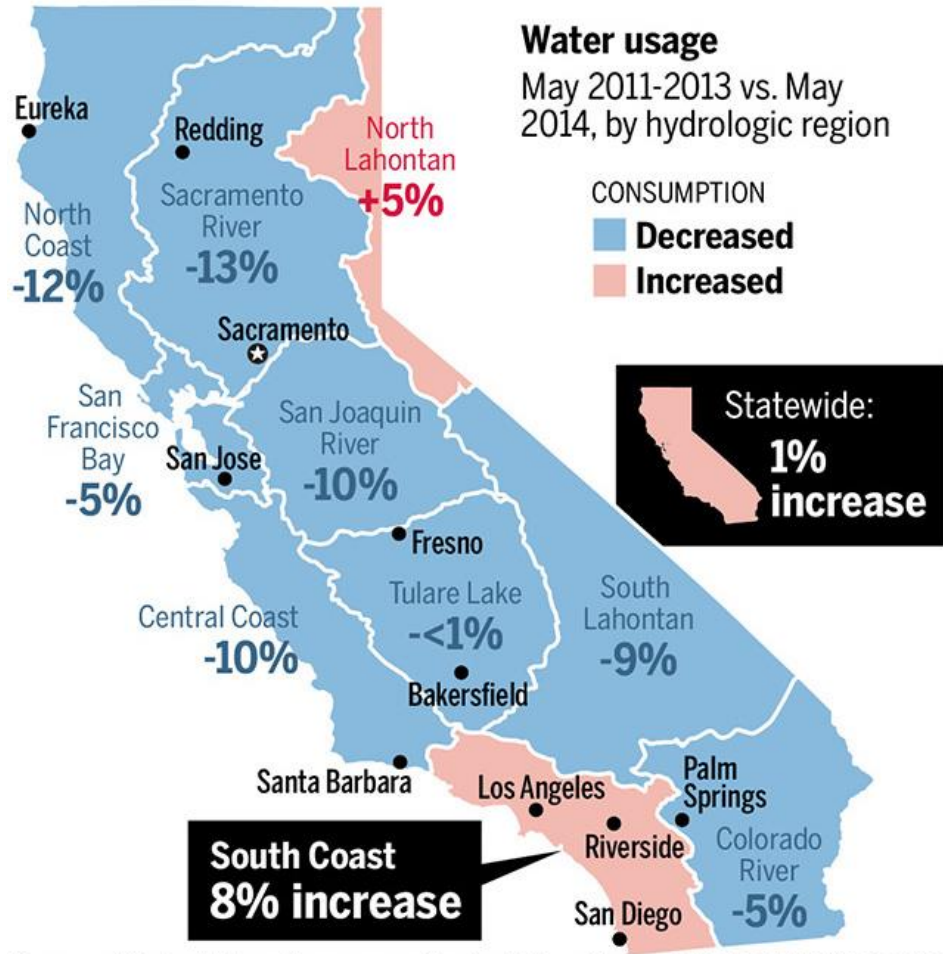 Water usage
May 2011-2013 vs. May
2014, by hydrologic region
CONSUMPTION
Decreased
Increased
Eureka
Redding
North
Lahontan
+5%
North
Coast
-12%
Sacramento
River
-13%
Sacramento
San
Francisco
Bay
-5%
San Jose
San Joaquin
River
-10%
Statewide:
1%
increase
Fresno
Central Coast
-10%
Tulare Lake
-<1%
Bakersfield
South
Lahontan
-9%
Santa Barbara
Los Angeles
Riverside
Palm
Springs
Colorado
River
-5%
South Coast
8% increase
San Diego